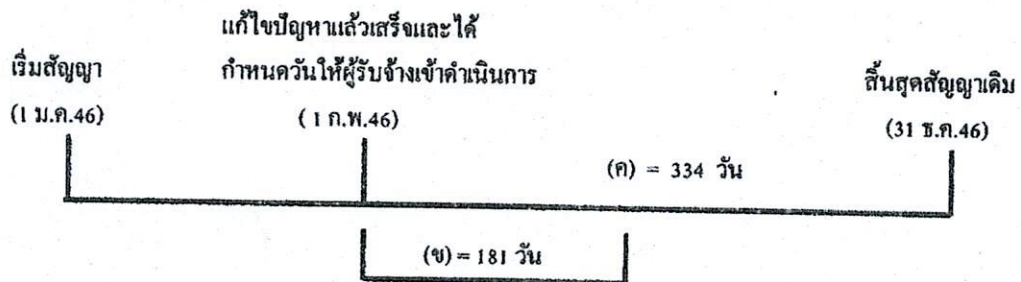 แก้ไขปัญหาแล้วเสร็จและได้
กำหนดวันให้ผู้รับจ้างเข้าดำเนินการ
เริ่มสัญญา
(1 ม.ค.46)
(1 ก.พ.46)
สิ้นสุดสัญญาเดิม
(31 ธ.ค.46)
(ค) = 334 วัน
(ข) = 181 วัน